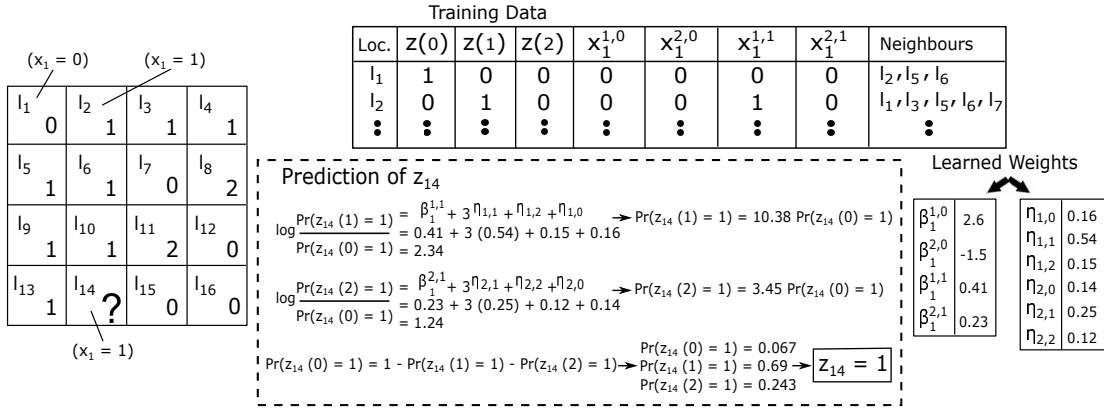 Training Data
Loc. z(0) z(1) z(2) x₁^{1,0} x₁^{2,0} x₁^{1,1} x₁^{2,1} Neighbours
l₁ 1 0 0 0 0 0 0 l₂, l₅, l₆
l₂ 0 1 0 0 0 1 0 l₁, l₃, l₅, l₆, l₇
(x₁ = 0) (x₁ = 1)
l₁ l₂ l₃ l₄
0 1 1 1
l₅ l₆ l₇ l₈
1 1 0 2
l₉ l₁₀ l₁₁ l₁₂
1 1 2 0
l₁₃ l₁₄ l₁₅ l₁₆
1 ? 0 0
(x₁ = 1)
Prediction of z₁₄
log Pr(z₁₄ (1) = 1) / Pr(z₁₄ (0) = 1) = β₁^{1,1} + 3^{η₁,₁} + ^{η₁,₂} + ^{η₁,₀} → Pr(z₁₄ (1) = 1) = 10.38 Pr(z₁₄ (0) = 1)
= 0.41 + 3 (0.54) + 0.15 + 0.16
= 2.34
log Pr(z₁₄ (2) = 1) / Pr(z₁₄ (0) = 1) = β₁^{2,1} + 3^{η₂,₁} + ^{η₂,₂} + ^{η₂,₀} → Pr(z₁₄ (2) = 1) = 3.45 Pr(z₁₄ (0) = 1)
= 0.23 + 3 (0.25) + 0.12 + 0.14
= 1.24
Pr(z₁₄ (0) = 1) = 1 - Pr(z₁₄ (1) = 1) - Pr(z₁₄ (2) = 1) →
Pr(z₁₄ (0) = 1) = 0.067
Pr(z₁₄ (1) = 1) = 0.69 → z₁₄ = 1
Pr(z₁₄ (2) = 1) = 0.243
Learned Weights
β₁^{1,0} 2.6
β₁^{2,0} -1.5
β₁^{1,1} 0.41
β₁^{2,1} 0.23
η₁,₀ 0.16
η₁,₁ 0.54
η₁,₂ 0.15
η₂,₀ 0.14
η₂,₁ 0.25
η₂,₂ 0.12